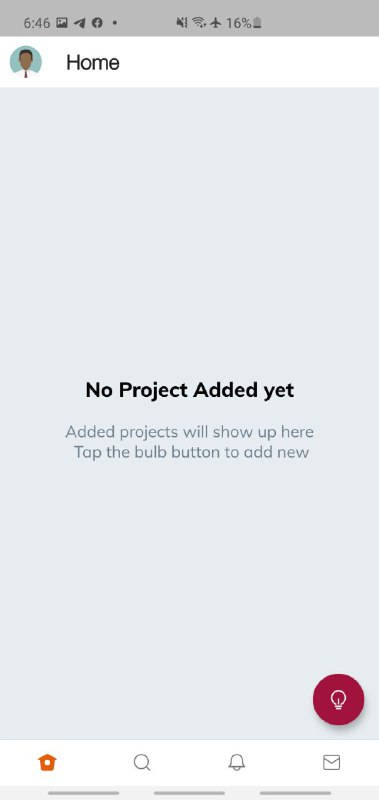 6:46
16%
Home
No Project Added yet
Added projects will show up here
Tap the bulb button to add new